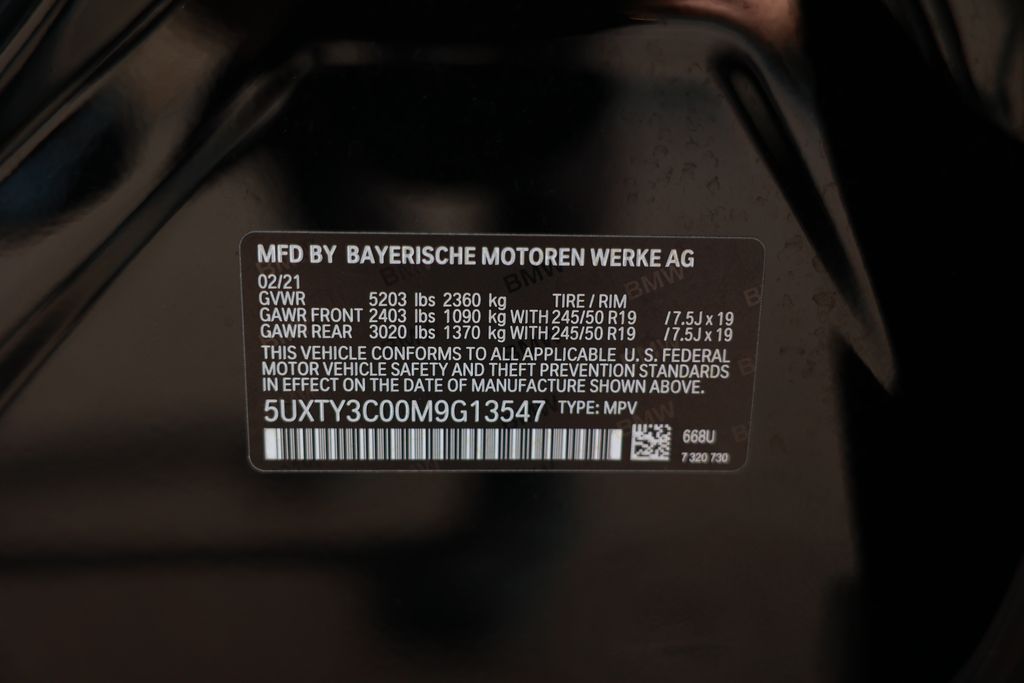 MFD BY BAYERISCHE MOTOREN WERKE AG
02/21
GVWR 5203 lbs 2360 kg TIRE / RIM
GAWR FRONT 2403 lbs 1090 kg WITH 245/50 R19 / 7.5J x 19
GAWR REAR 3020 lbs 1370 kg WITH 245/50 R19 / 7.5J x 19
THIS VEHICLE CONFORMS TO ALL APPLICABLE U. S. FEDERAL
MOTOR VEHICLE SAFETY AND THEFT PREVENTION STANDARDS
IN EFFECT ON THE DATE OF MANUFACTURE SHOWN ABOVE.
5UXTY3C00M9G13547 TYPE: MPV
668U
7 320 730